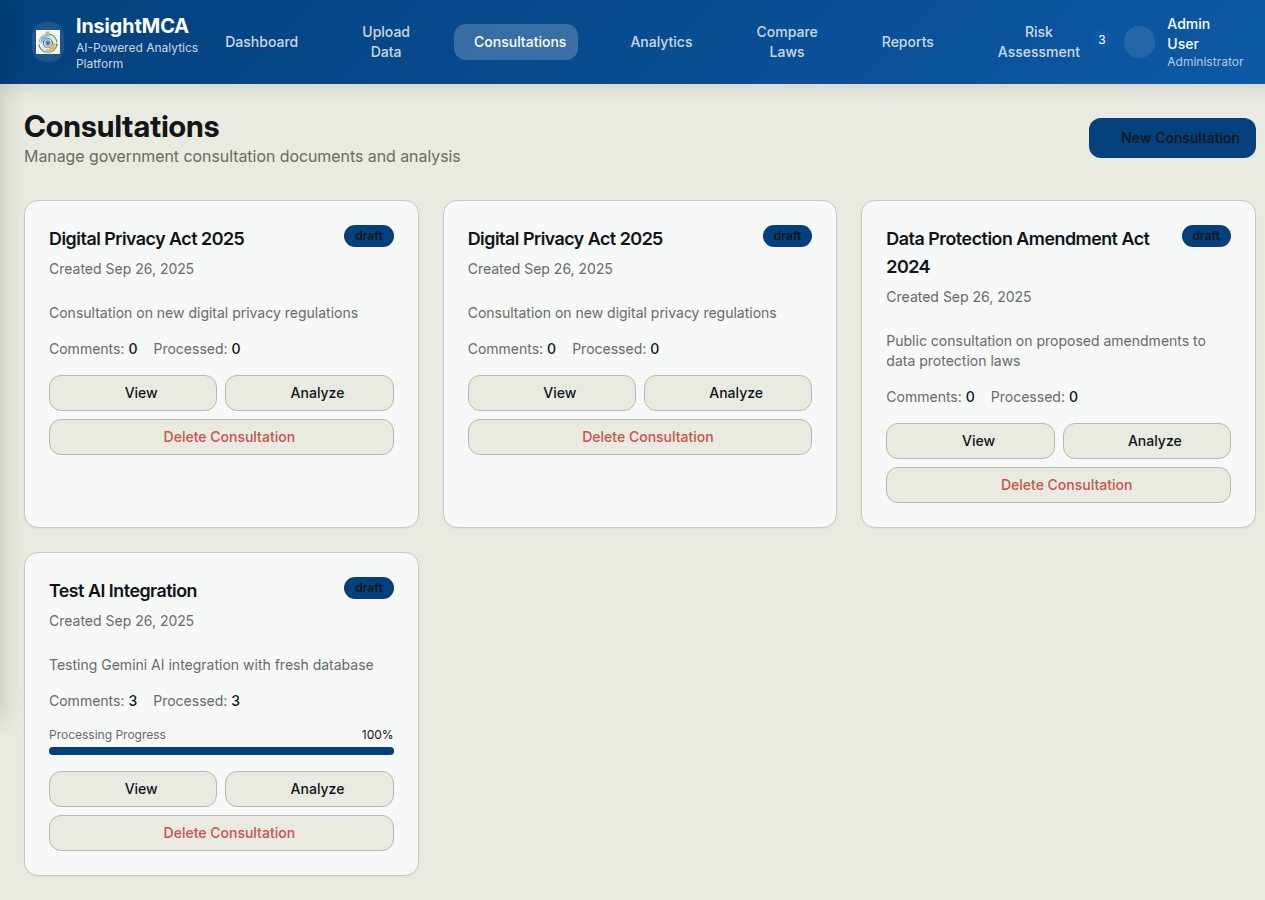 InsightMCA
AI-Powered Analytics
Platform
Dashboard
Upload
Data
Consultations
Analytics
Compare
Laws
Reports
Risk
Assessment
3
Admin
User
Administrator
Consultations
Manage government consultation documents and analysis
New Consultation
Digital Privacy Act 2025
draft
Created Sep 26, 2025
Consultation on new digital privacy regulations
Comments: 0 Processed: 0
View Analyze
Delete Consultation
Digital Privacy Act 2025
draft
Created Sep 26, 2025
Consultation on new digital privacy regulations
Comments: 0 Processed: 0
View Analyze
Delete Consultation
Data Protection Amendment Act
2024
draft
Created Sep 26, 2025
Public consultation on proposed amendments to
data protection laws
Comments: 0 Processed: 0
View Analyze
Delete Consultation
Test AI Integration
draft
Created Sep 26, 2025
Testing Gemini AI integration with fresh database
Comments: 3 Processed: 3
Processing Progress 100%
View Analyze
Delete Consultation